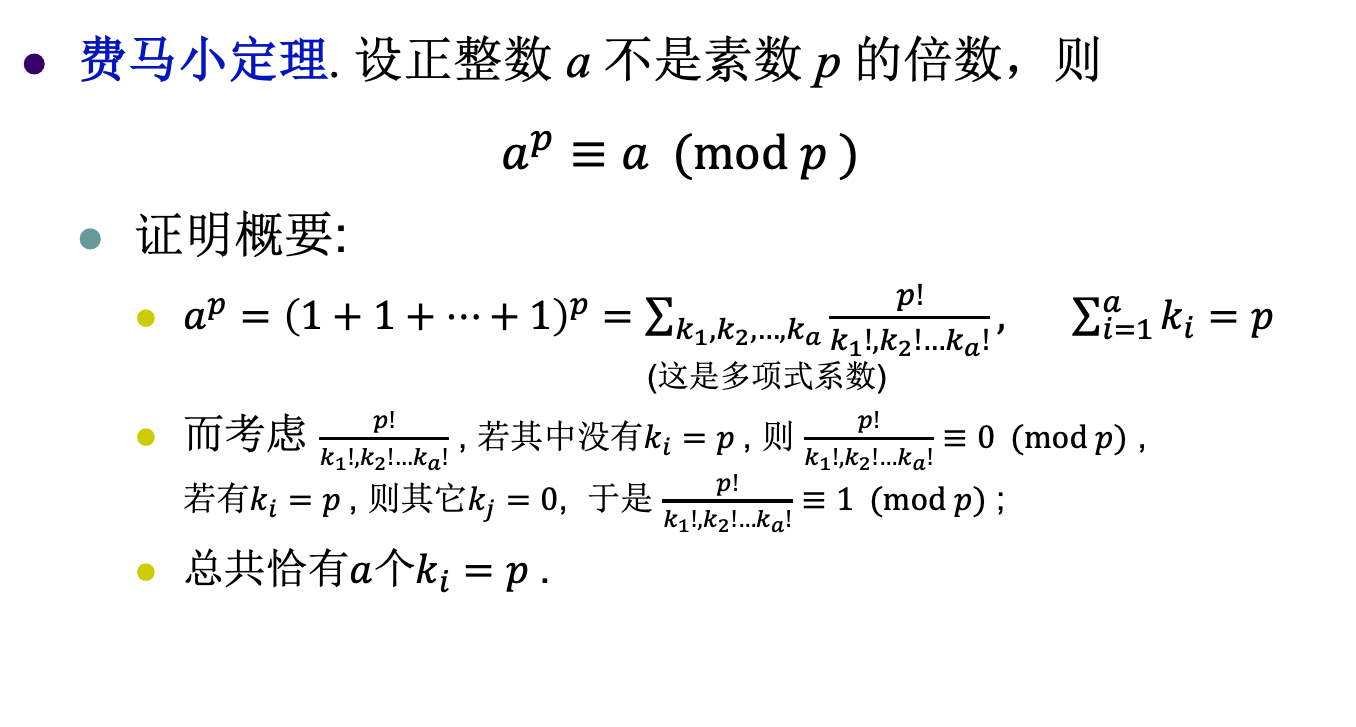 费马小定理. 设正整数 a 不是素数 p 的倍数，则
a^p ≡ a (mod p )
证明概要:
a^p = (1 + 1 + ⋯ + 1)^p = ∑_{k_1,k_2,…,k_a} \frac{p!}{k_1!,k_2!…k_a!}, ∑_{i=1}^{a} k_i = p
(这是多项式系数)
而考虑 \frac{p!}{k_1!,k_2!…k_a!} , 若其中没有k_i = p , 则 \frac{p!}{k_1!,k_2!…k_a!} ≡ 0 (mod p) ,
若有k_i = p , 则其它k_j = 0, 于是 \frac{p!}{k_1!,k_2!…k_a!} ≡ 1 (mod p) ;
总共恰有a个k_i = p .